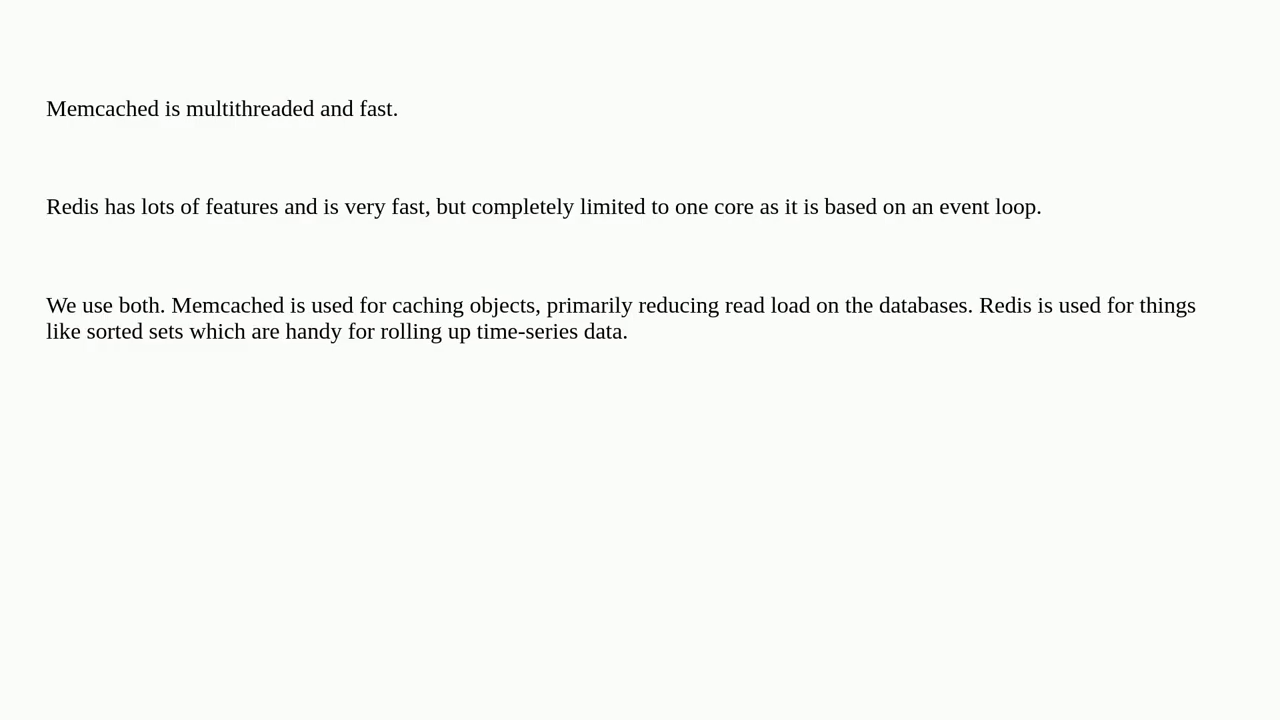 Memcached is multithreaded and fast.
Redis has lots of features and is very fast, but completely limited to one core as it is based on an event loop.
We use both. Memcached is used for caching objects, primarily reducing read load on the databases. Redis is used for things
like sorted sets which are handy for rolling up time-series data.